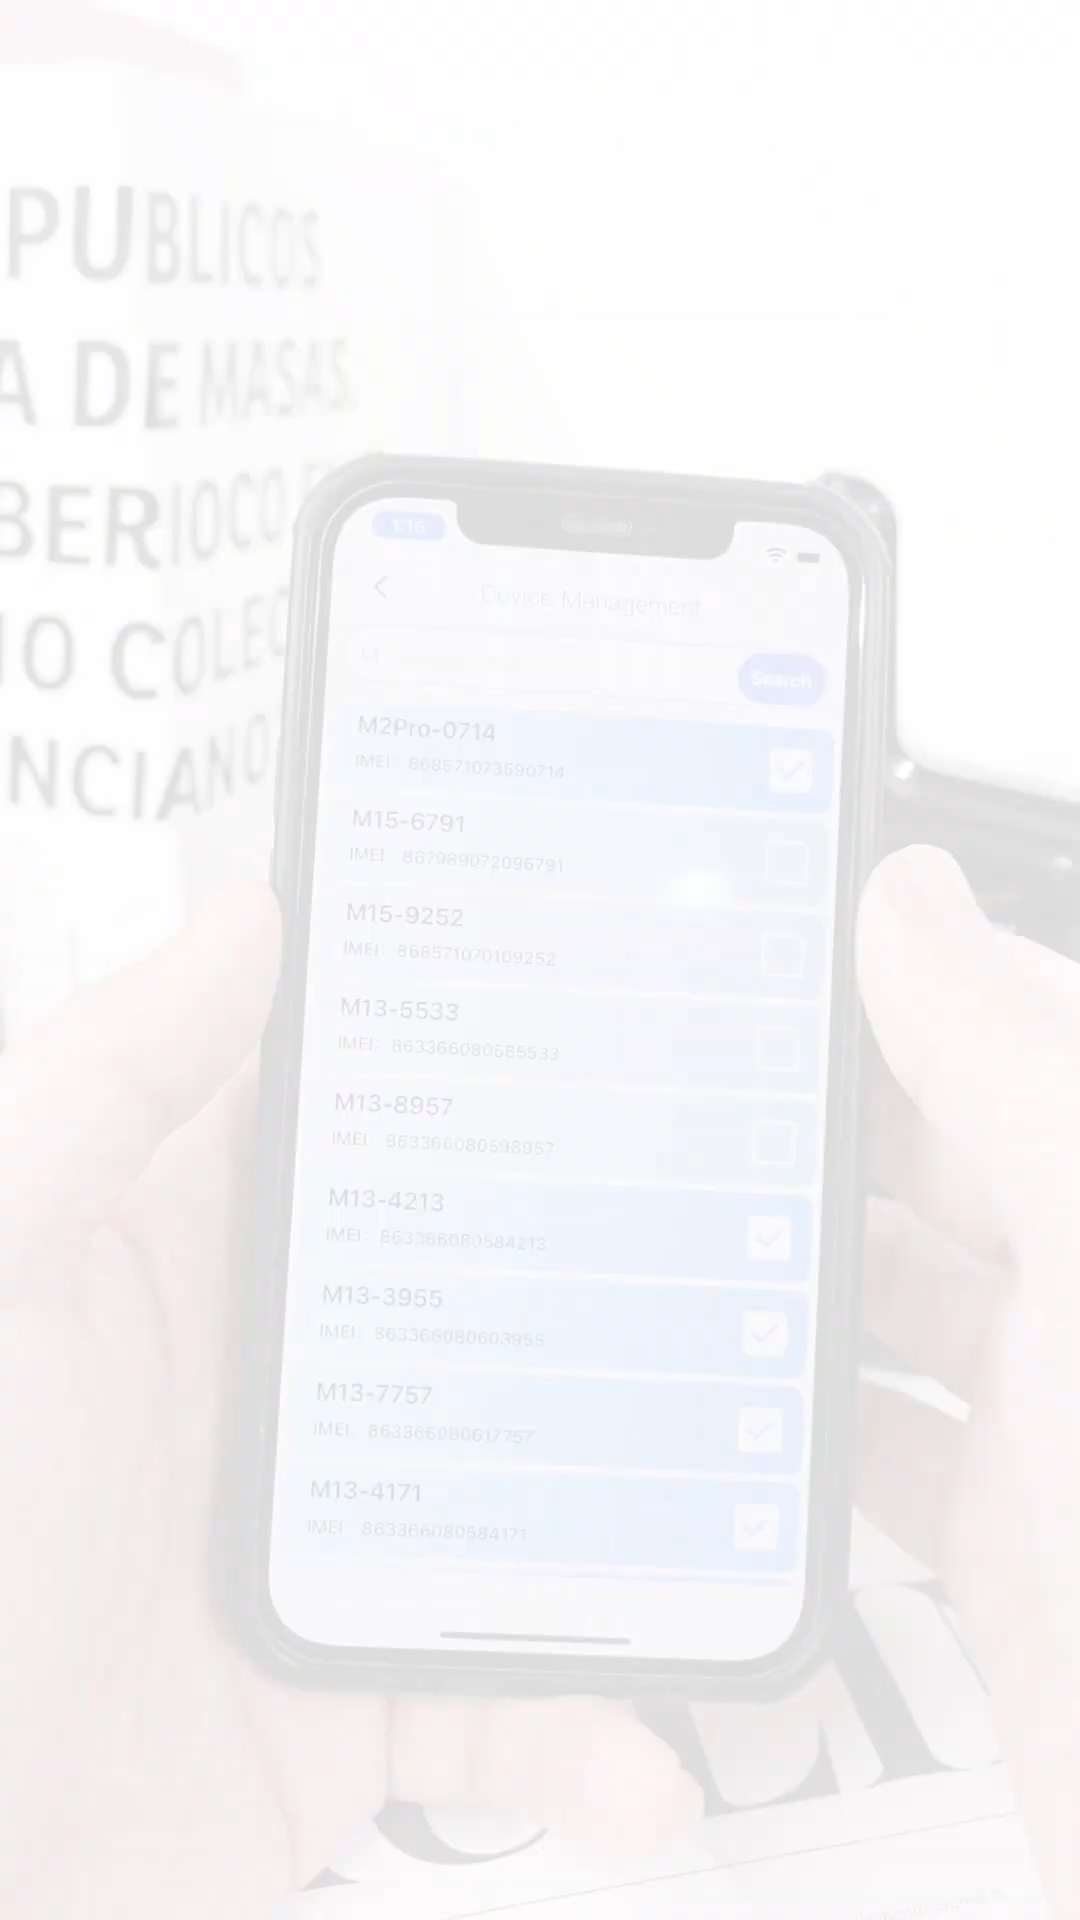 PUBLICOS
A DE MASAS.
BERIOCO
IO COLEC
NCIANO
1:16
Device Management
Search
M2Pro-0714
IMEI: 868571073590714
M15-6791
IMEI: 867989072096791
M15-9252
IMEI: 868571070109252
M13-5533
IMEI: 863366080585533
M13-8957
IMEI: 863366080598957
M13-4213
IMEI: 863366080584213
M13-3955
IMEI: 863366080603955
M13-7757
IMEI: 863366080617757
M13-4171
IMEI: 863366080584171